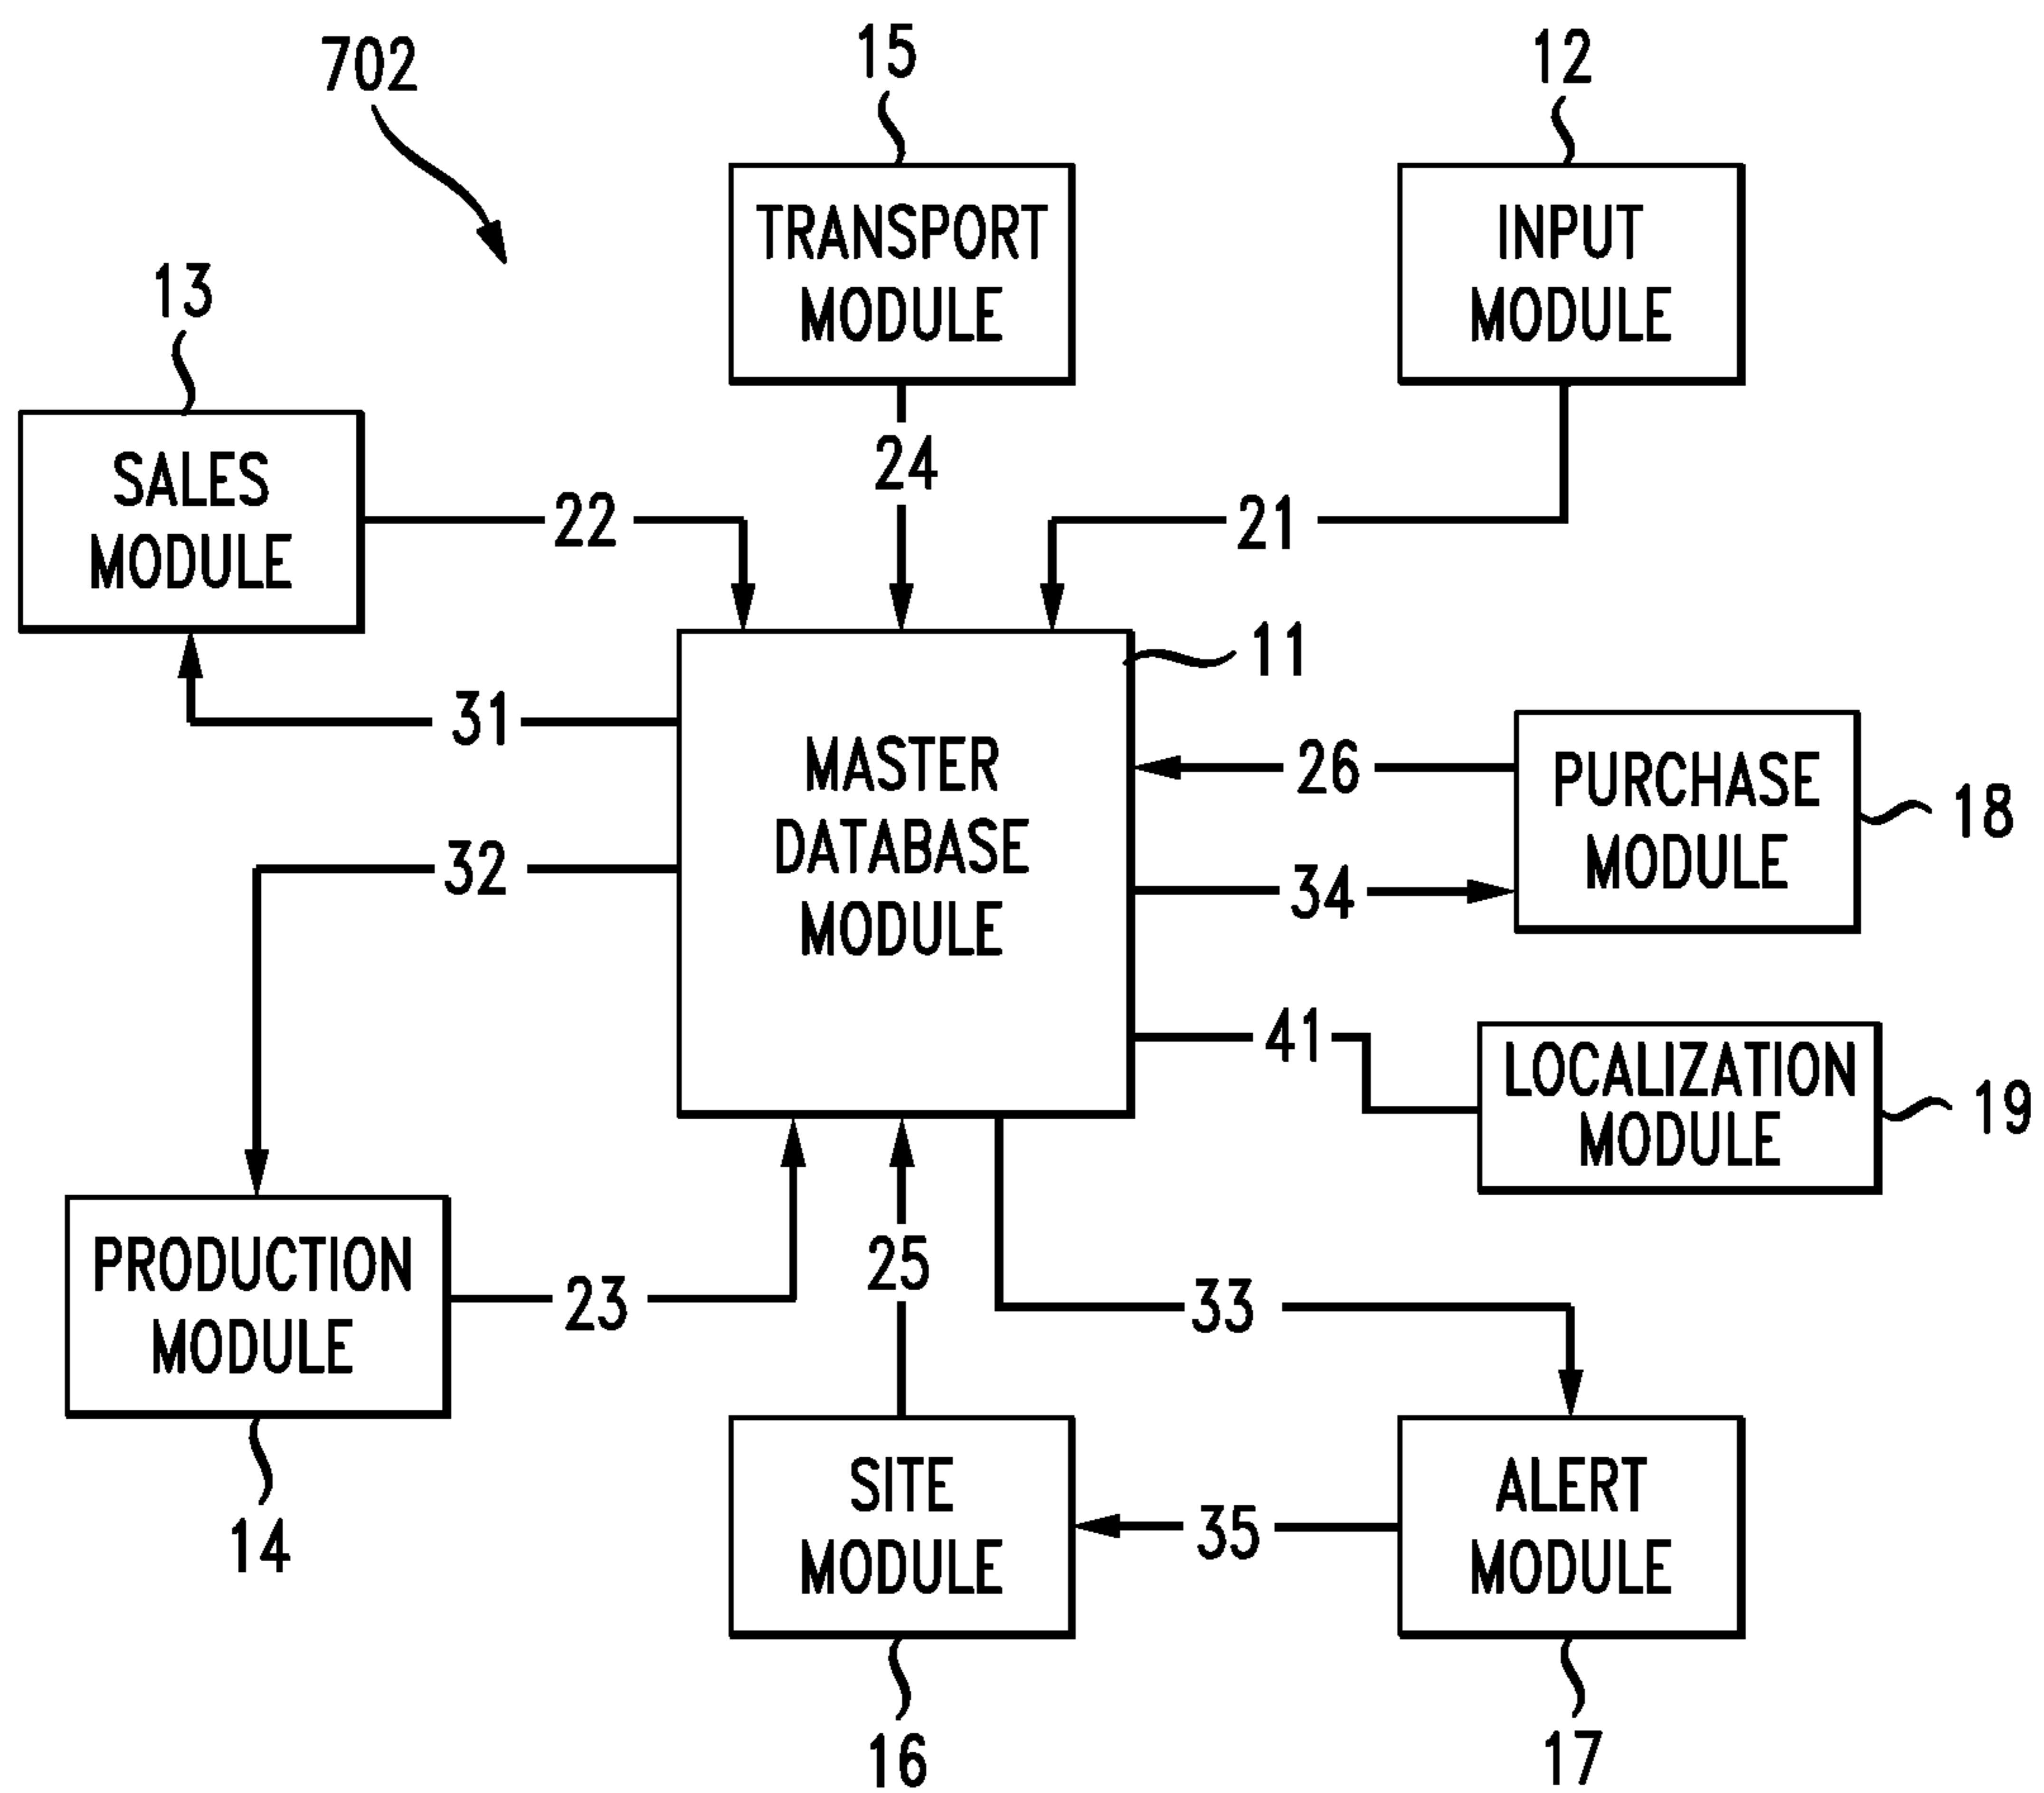 702
15
12
TRANSPORT
MODULE
INPUT
MODULE
13
SALES
MODULE
22
24
21
11
31
MASTER
DATABASE
MODULE
26
PURCHASE
MODULE
18
32
34
41
LOCALIZATION
MODULE
19
PRODUCTION
MODULE
23
25
33
14
SITE
MODULE
35
ALERT
MODULE
16
17